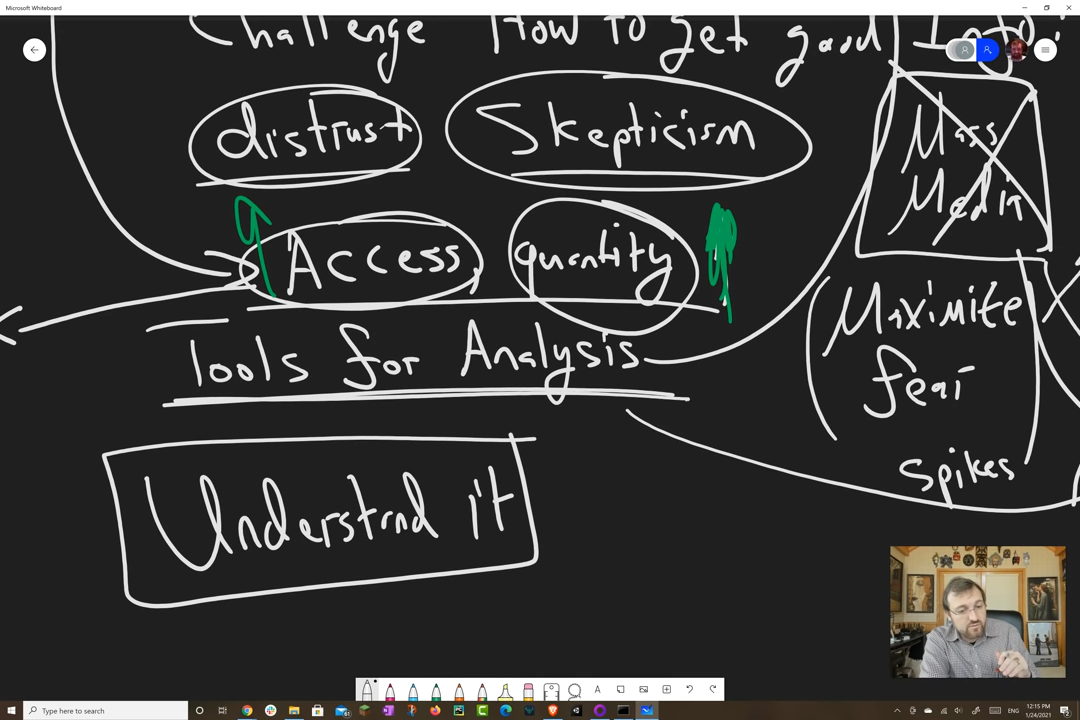 Microsoft Whiteboard
Challenge How to get good Info
distrust Skepticism
Mass
Media
Access quantity
Tools for Analysis
Maximize
fear
spikes
Understand it
Type here to search
ENG
12:15 PM
1/24/2021